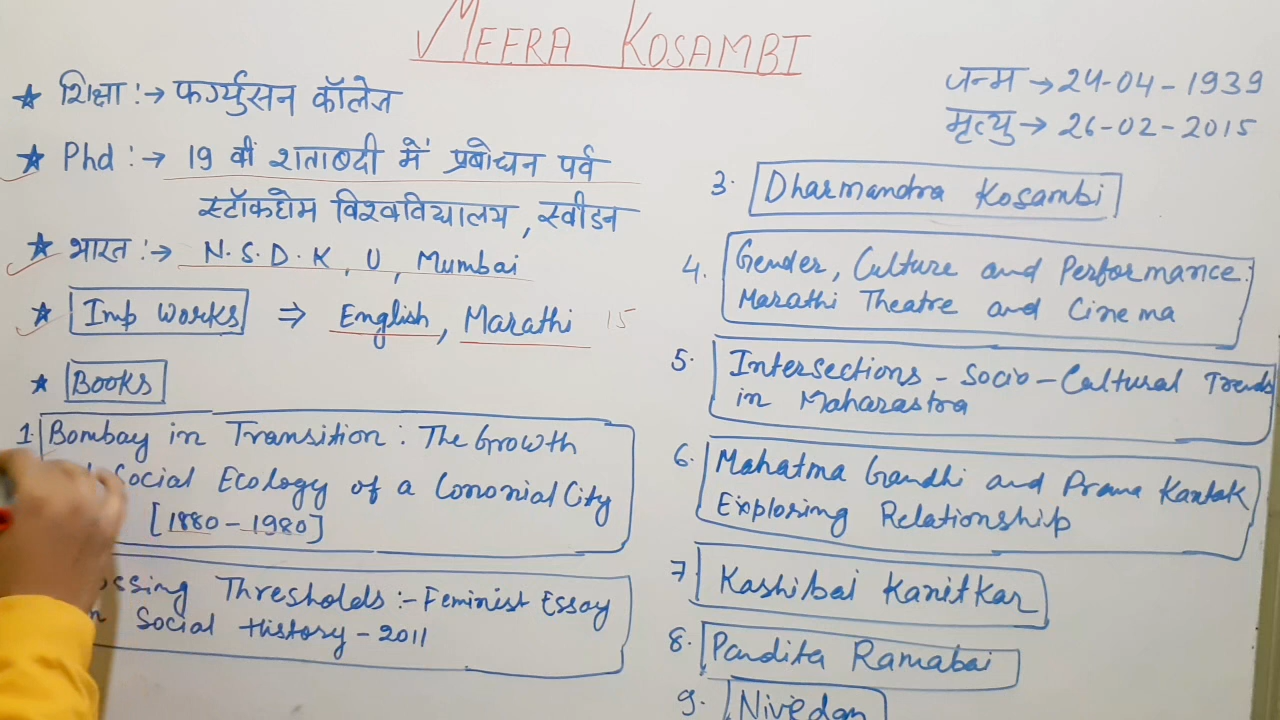 MEERA KOSAMBI
जन्म → 24-04-1939
मृत्यु → 26-02-2015
★ शिक्षा :→ फर्ग्युसन कॉलेज
★ Phd :→ 19 वीं शताब्दी में प्रबोधन पर्व
स्टॉकहोम विश्वविद्यालय, स्वीडन
★ भारत :→ N.S.D.K, U, Mumbai
★ Imp works ⇒ English, Marathi 15
★ Books
1. Bombay in Transition : The Growth
Social Ecology of a Cononial City
[1880-1980]
ssing Thresholds :- Feminist Essay
Social History - 2011
3. Dharmandra Kosambi
4. Gender, Culture and Performance :
Marathi Theatre and Cinema
5. Intersections - Socio - Cultural Trends
in Maharastra
6. Mahatma Gandhi and Prama Kantak
Exploring Relationship
7 Kashibai Kanitkar
8. Pandita Ramabai
9. Nivedan